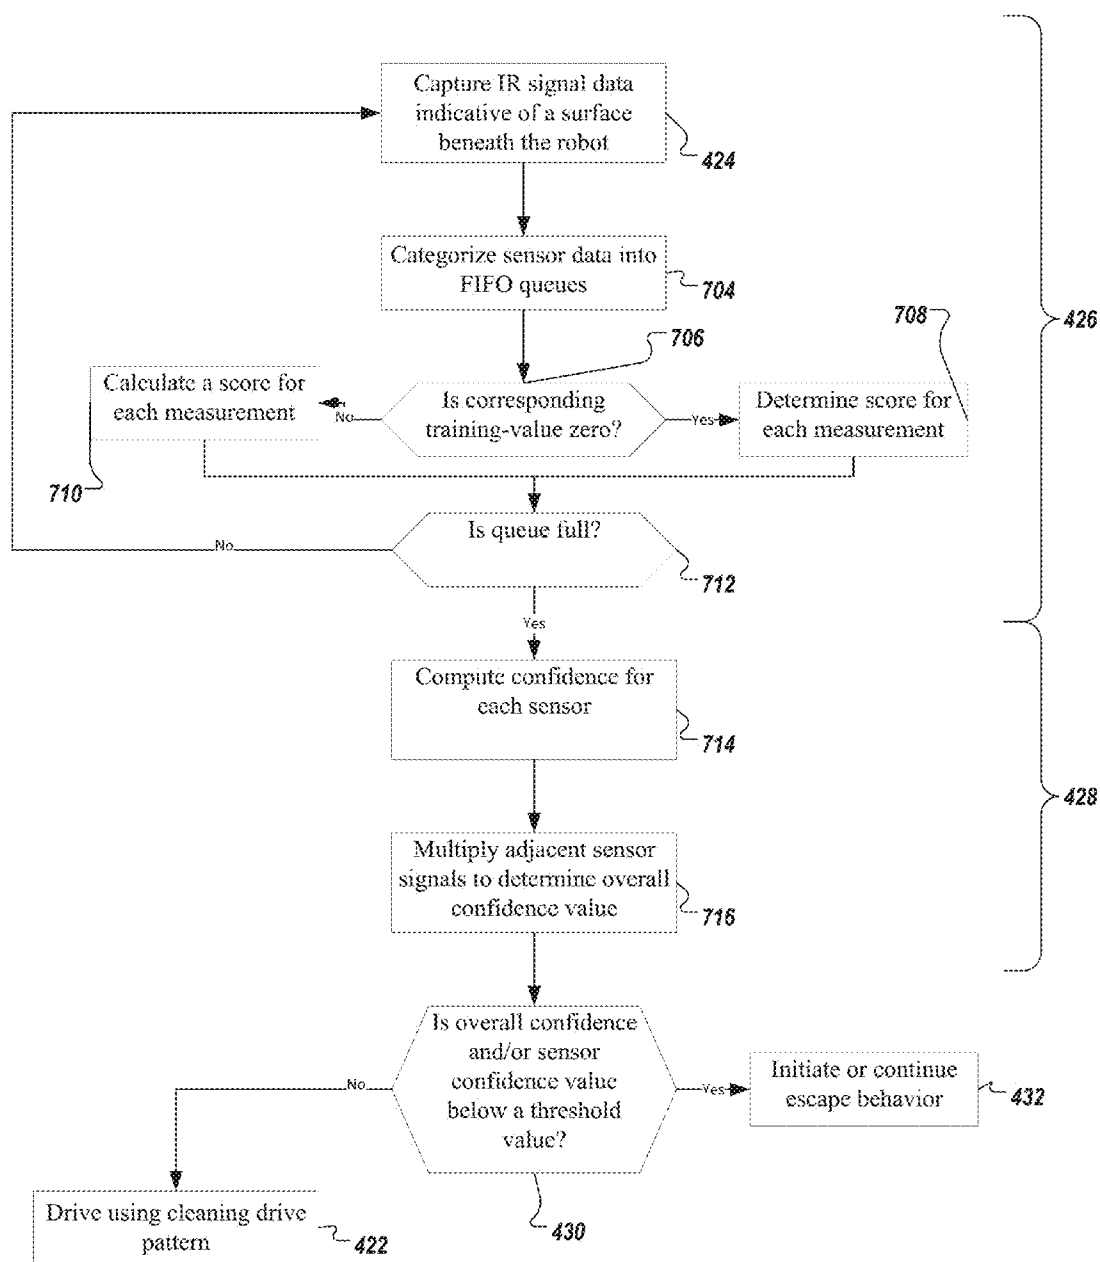 Capture IR signal data
indicative of a surface
beneath the robot
424
Categorize sensor data into
FIFO queues
704
706
708
426
Calculate a score for
each measurement
No
Is corresponding
training-value zero?
Yes
Determine score for
each measurement
710
Is queue full?
No
712
Yes
Compute confidence for
each sensor
714
428
Multiply adjacent sensor
signals to determine overall
confidence value
716
Is overall confidence
and/or sensor
confidence value
below a threshold
value?
No
Yes
Initiate or continue
escape behavior
432
430
Drive using cleaning drive
pattern
422